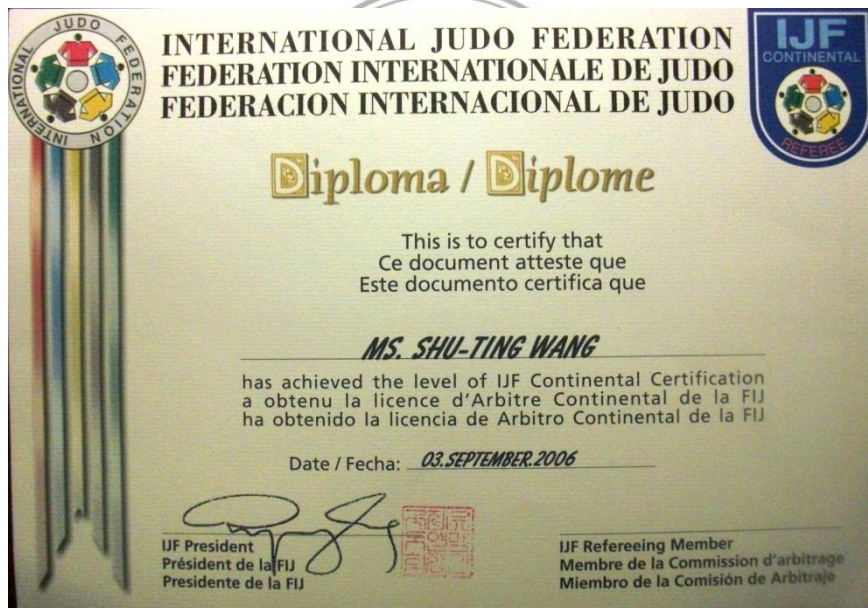 INTERNATIONAL JUDO FEDERATION
INTERNATIONAL JUDO FEDERATION
FEDERATION INTERNATIONALE DE JUDO
FEDERACION INTERNACIONAL DE JUDO
IJF
CONTINENTAL
REFEREE
Diploma / Diplome
This is to certify that
Ce document atteste que
Este documento certifica que
MS. SHU-TING WANG
has achieved the level of IJF Continental Certification
a obtenu la licence d'Arbitre Continental de la FIJ
ha obtenido la licencia de Arbitro Continental de la FIJ
Date / Fecha: 03.SEPTEMBER.2006
IJF President
Président de la FIJ
Presidente de la FIJ
IJF Refereeing Member
Membre de la Commission d'arbitrage
Miembro de la Comisión de Arbitraje